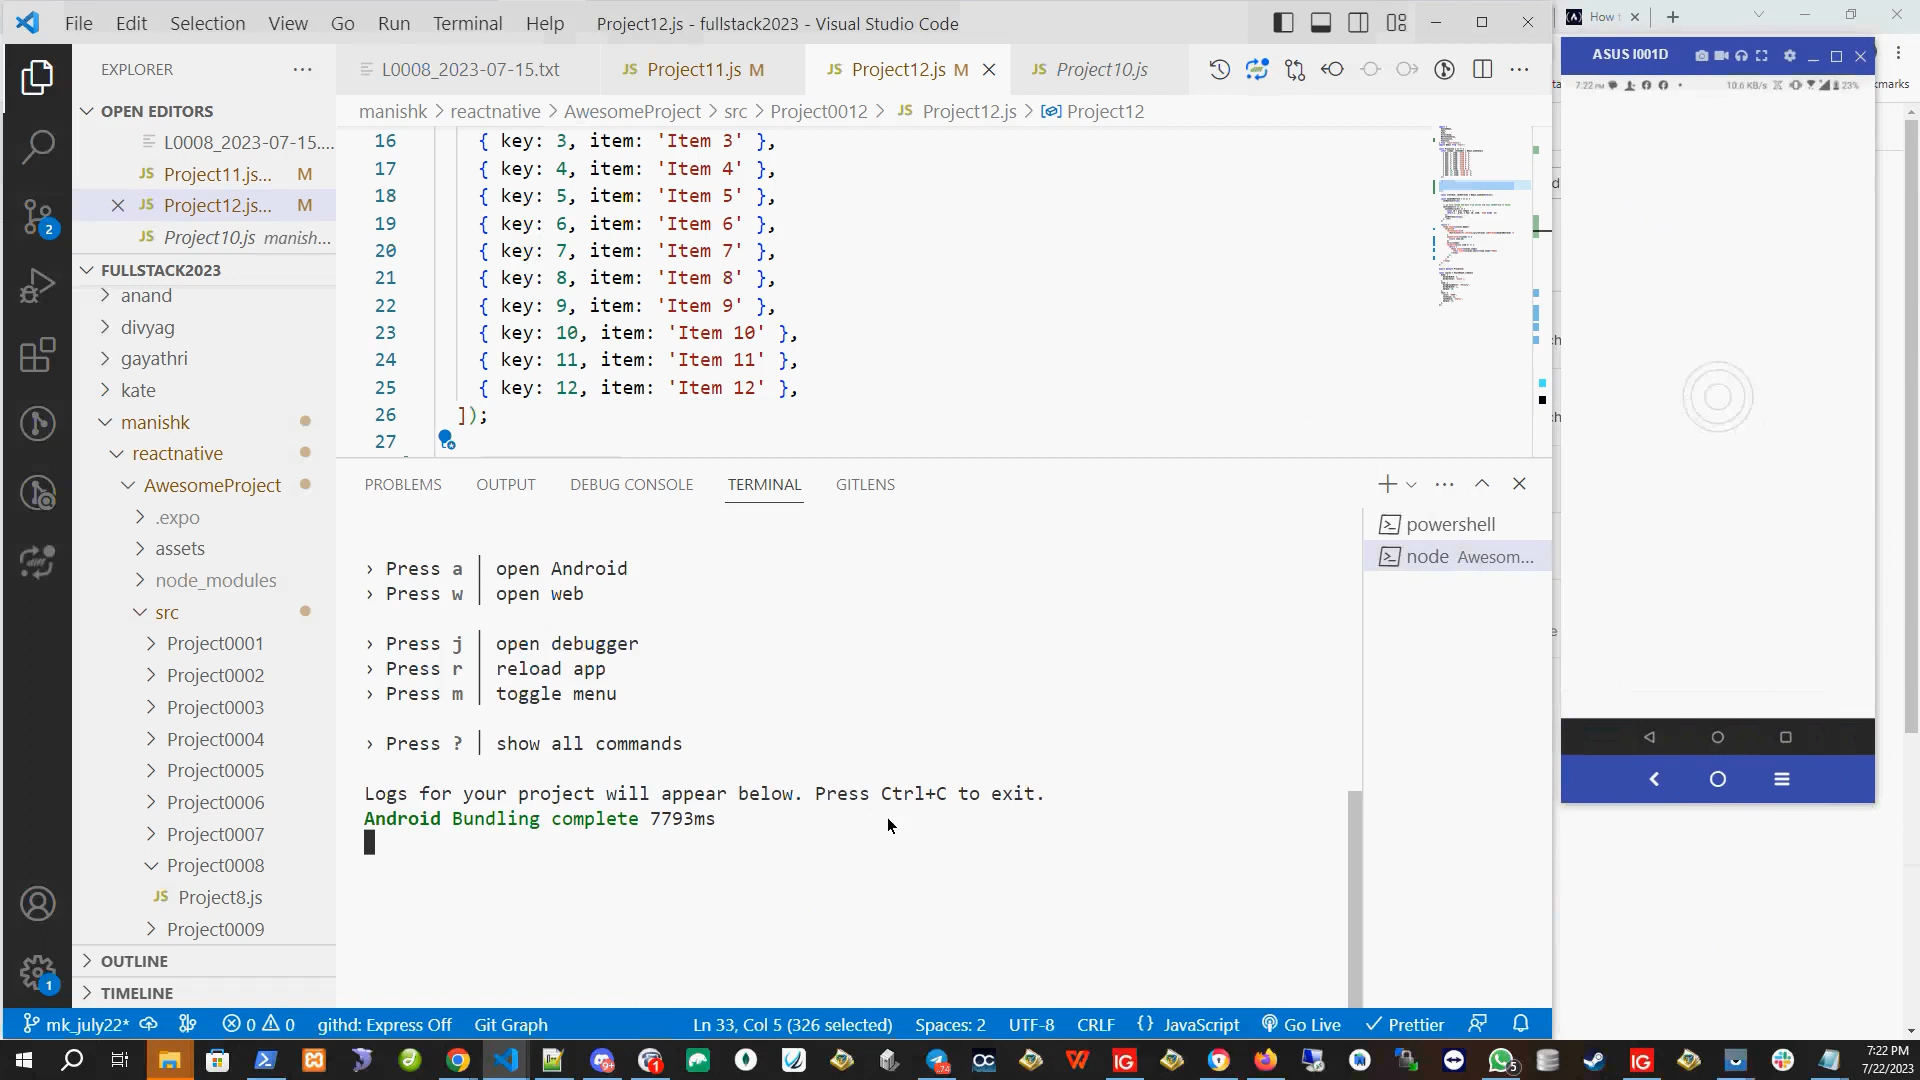 File Edit Selection View Go Run Terminal Help Project12.js - fullstack2023 - Visual Studio Code
How
EXPLORER
L0008_2023-07-15.txt
Project11.js M
Project12.js M
Project10.js
ASUS I001D
7:22 PM
10.6 KB/s
23%
kmarks
OPEN EDITORS
manishk > reactnative > AwesomeProject > src > Project0012 > JS Project12.js > Project12
L0008_2023-07-15....
JS Project11.js... M
JS Project12.js... M
JS Project10.js manish...
FULLSTACK2023
anand
divyag
gayathri
kate
manishk
reactnative
AwesomeProject
.expo
assets
node_modules
src
Project0001
Project0002
Project0003
Project0004
Project0005
Project0006
Project0007
Project0008
JS Project8.js
Project0009
OUTLINE
TIMELINE
16 { key: 3, item: 'Item 3' },
17 { key: 4, item: 'Item 4' },
18 { key: 5, item: 'Item 5' },
19 { key: 6, item: 'Item 6' },
20 { key: 7, item: 'Item 7' },
21 { key: 8, item: 'Item 8' },
22 { key: 9, item: 'Item 9' },
23 { key: 10, item: 'Item 10' },
24 { key: 11, item: 'Item 11' },
25 { key: 12, item: 'Item 12' },
26 ]);
27
PROBLEMS OUTPUT DEBUG CONSOLE TERMINAL GITLENS
powershell
node Awesom...
› Press a │ open Android
› Press w │ open web
› Press j │ open debugger
› Press r │ reload app
› Press m │ toggle menu
› Press ? │ show all commands
Logs for your project will appear below. Press Ctrl+C to exit.
Android Bundling complete 7793ms
mk_july22* 0 0 githd: Express Off Git Graph Ln 33, Col 5 (326 selected) Spaces: 2 UTF-8 CRLF {} JavaScript Go Live Prettier
7:22 PM
7/22/2023